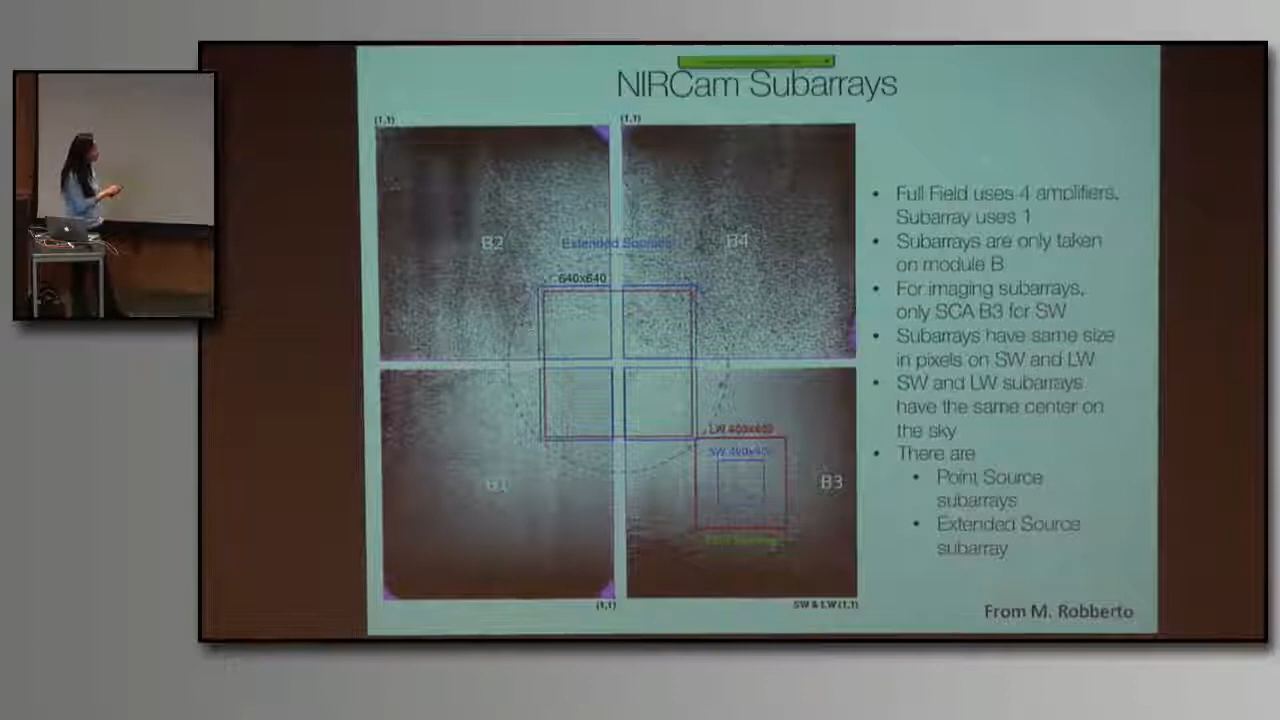 NIRCam Subarrays
(1,1)
(1,1)
B2
Extended Sources
B4
640x640
LW 400x400
SW 400x400
B1
B3
(1,1)
SW & LW (1,1)
• Full Field uses 4 amplifiers,
Subarray uses 1
• Subarrays are only taken
on module B
• For imaging subarrays,
only SCA B3 for SW
• Subarrays have same size
in pixels on SW and LW
• SW and LW subarrays
have the same center on
the sky
• There are
• Point Source
subarrays
• Extended Source
subarray
From M. Robberto